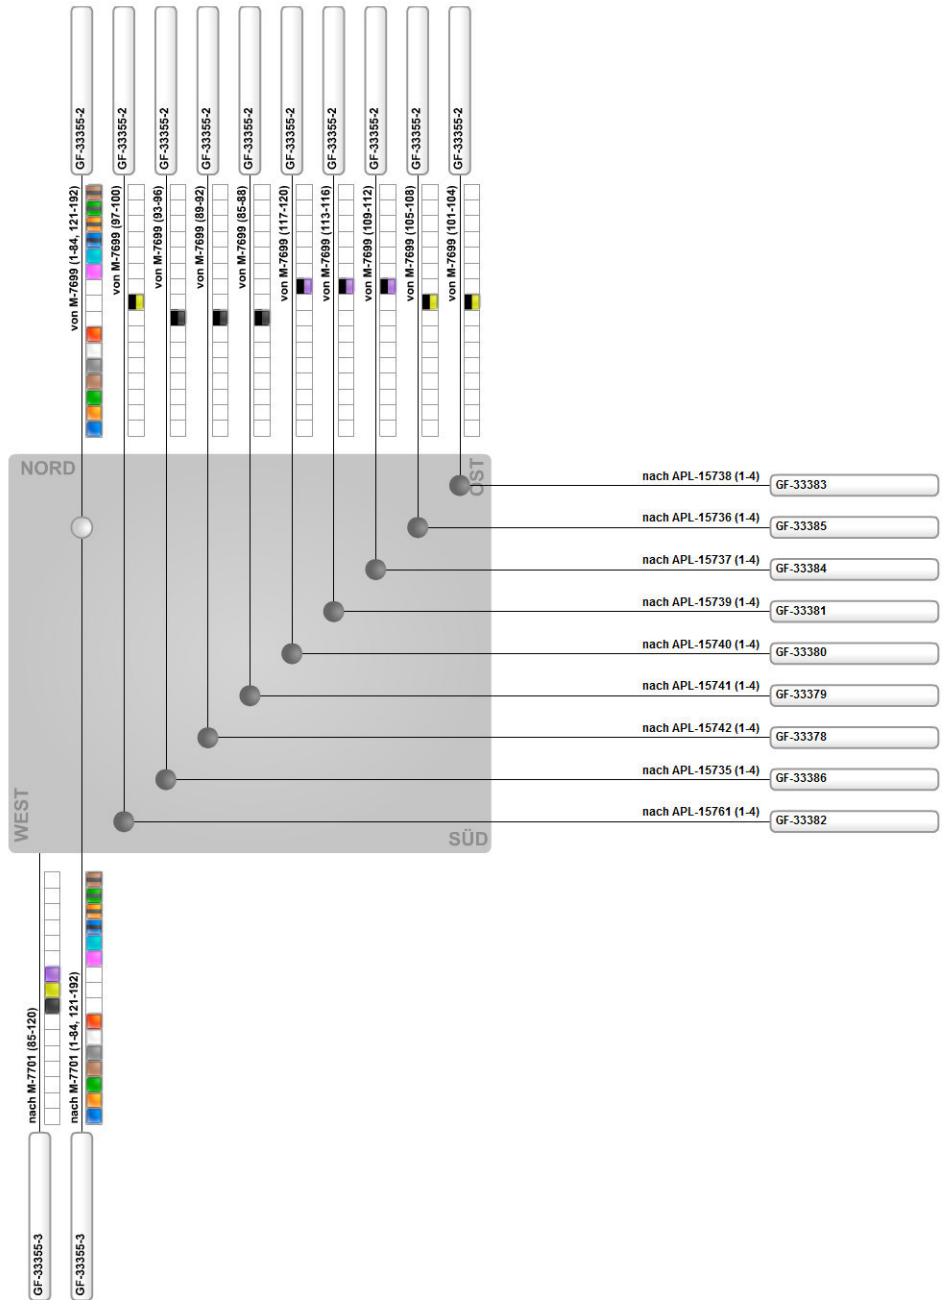 GF-33355-2
GF-33355-2
GF-33355-2
GF-33355-2
GF-33355-2
GF-33355-2
GF-33355-2
GF-33355-2
GF-33355-2
GF-33355-2
von M-7699 (1-84, 121-192)
von M-7699 (97-100)
von M-7699 (93-96)
von M-7699 (89-92)
von M-7699 (85-88)
von M-7699 (117-120)
von M-7699 (113-116)
von M-7699 (109-112)
von M-7699 (105-108)
von M-7699 (101-104)
NORD
OST
nach APL-15738 (1-4)
GF-33383
nach APL-15736 (1-4)
GF-33385
nach APL-15737 (1-4)
GF-33384
nach APL-15739 (1-4)
GF-33381
nach APL-15740 (1-4)
GF-33380
nach APL-15741 (1-4)
GF-33379
nach APL-15742 (1-4)
GF-33378
nach APL-15735 (1-4)
GF-33386
nach APL-15761 (1-4)
GF-33382
WEST
SÜD
nach M-7701 (85-120)
nach M-7701 (1-84, 121-192)
GF-33355-3
GF-33355-3